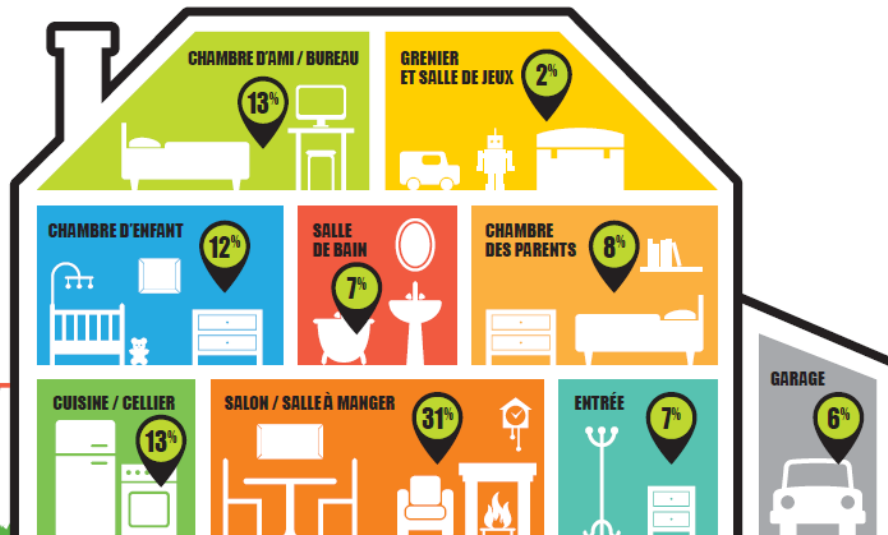 CHAMBRE D'AMI / BUREAU
13%
GRENIER
ET SALLE DE JEUX
2%
CHAMBRE D'ENFANT
12%
SALLE
DE BAIN
7%
CHAMBRE
DES PARENTS
8%
CUISINE / CELLIER
13%
SALON / SALLE À MANGER
31%
ENTRÉE
7%
GARAGE
6%